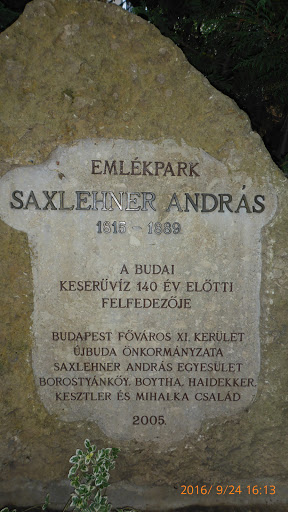 EMLÉKPARK
SAXLEHNER ANDRÁS
1815 - 1889
A BUDAI
KESERŰVÍZ 140 ÉV ELŐTTI
FELFEDEZŐJE
BUDAPEST FŐVÁROS XI. KERÜLET
ÚJBUDA ÖNKORMÁNYZATA
SAXLEHNER ANDRÁS EGYESÜLET
BOROSTYÁNKŐY, BOYTHA, HAIDEKKER,
KESZTLER ÉS MIHALKA CSALÁD
2005.
2016/ 9/24 16:13